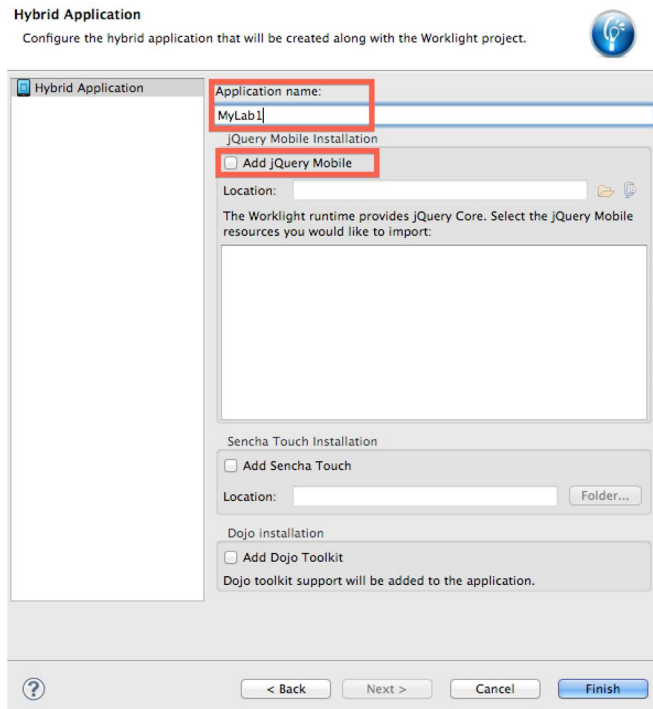 Hybrid Application
Configure the hybrid application that will be created along with the Worklight project.
Hybrid Application
Application name:
MyLab1
jQuery Mobile Installation
Add jQuery Mobile
Location:
The Worklight runtime provides jQuery Core. Select the jQuery Mobile
resources you would like to import:
Sencha Touch Installation
Add Sencha Touch
Location:
Folder...
Dojo installation
Add Dojo Toolkit
Dojo toolkit support will be added to the application.
?
< Back
Next >
Cancel
Finish